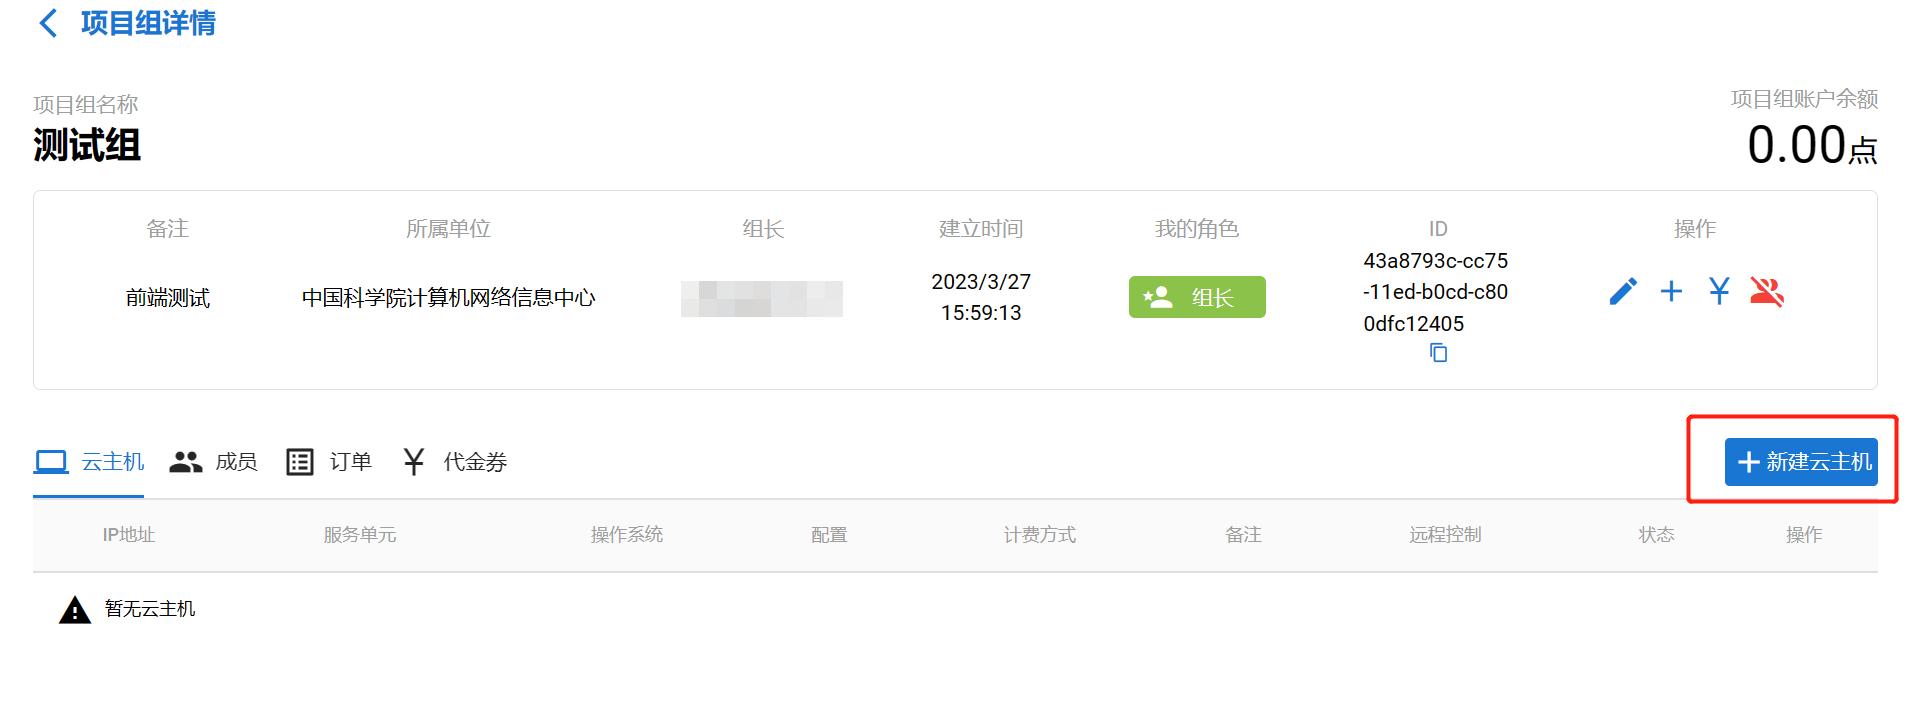 项目组详情
项目组名称
测试组
项目组账户余额
0.00点
备注 所属单位 组长 建立时间 我的角色 ID 操作
前端测试
中国科学院计算机网络信息中心
2023/3/27
15:59:13
组长
43a8793c-cc75
-11ed-b0cd-c80
0dfc12405
云主机 成员 订单 代金券
新建云主机
IP地址 服务单元 操作系统 配置 计费方式 备注 远程控制 状态 操作
暂无云主机